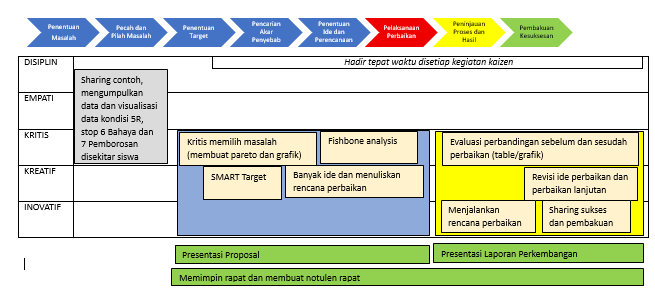 Penentuan
Masalah
Pecah dan
Pilah Masalah
Penentuan
Target
Pencarian
Akar
Penyebab
Penentuan
Ide dan
Perencanaan
Pelaksanaan
Perbaikan
Peninjauan
Proses dan
Hasil
Pembakuan
Kesuksesan
DISIPLIN
Hadir tepat waktu disetiap kegiatan kaizen
Sharing contoh,
mengumpulkan
data dan visualisasi
data kondisi 5R,
stop 6 Bahaya dan
7 Pemborosan
disekitar siswa
EMPATI
KRITIS
Kritis memilih masalah
(membuat pareto dan grafik)
Fishbone analysis
Evaluasi perbandingan sebelum dan sesudah
perbaikan (table/grafik)
KREATIF
SMART Target
Banyak ide dan menuliskan
rencana perbaikan
Revisi ide perbaikan dan
perbaikan lanjutan
INOVATIF
Menjalankan
rencana perbaikan
Sharing sukses
dan pembakuan
Presentasi Proposal
Presentasi Laporan Perkembangan
Memimpin rapat dan membuat notulen rapat